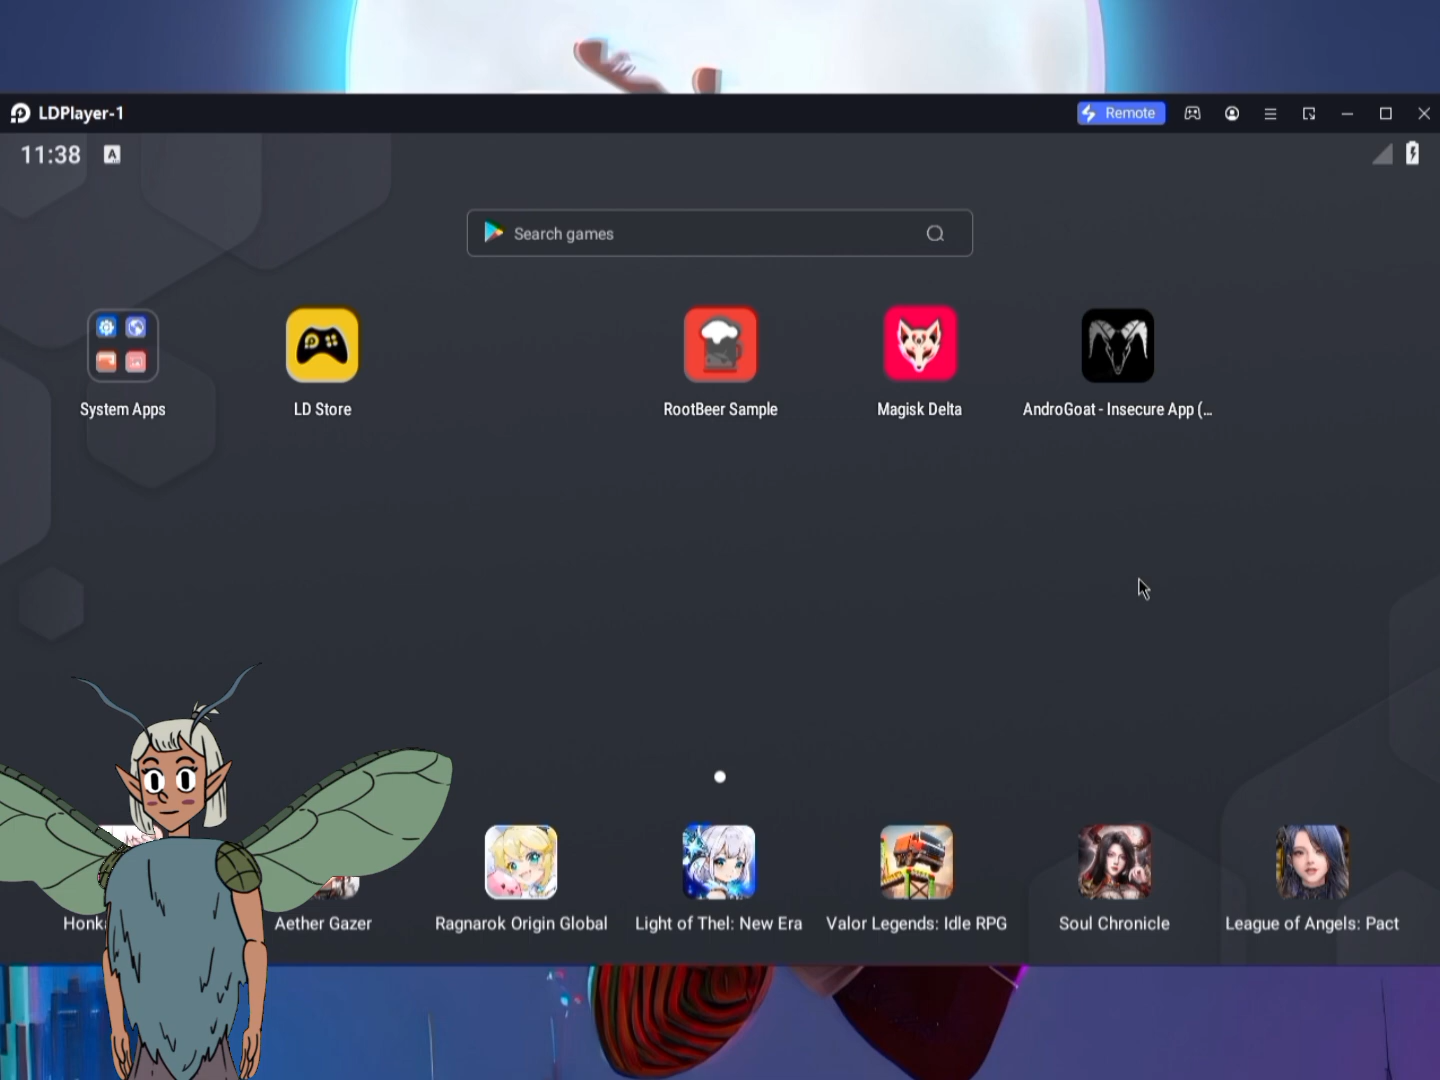 LDPlayer-1
Remote
11:38
A
Search games
System Apps
LD Store
RootBeer Sample
Magisk Delta
AndroGoat - Insecure App (...
Aether Gazer
Ragnarok Origin Global
Light of Thel: New Era
Valor Legends: Idle RPG
Soul Chronicle
League of Angels: Pact